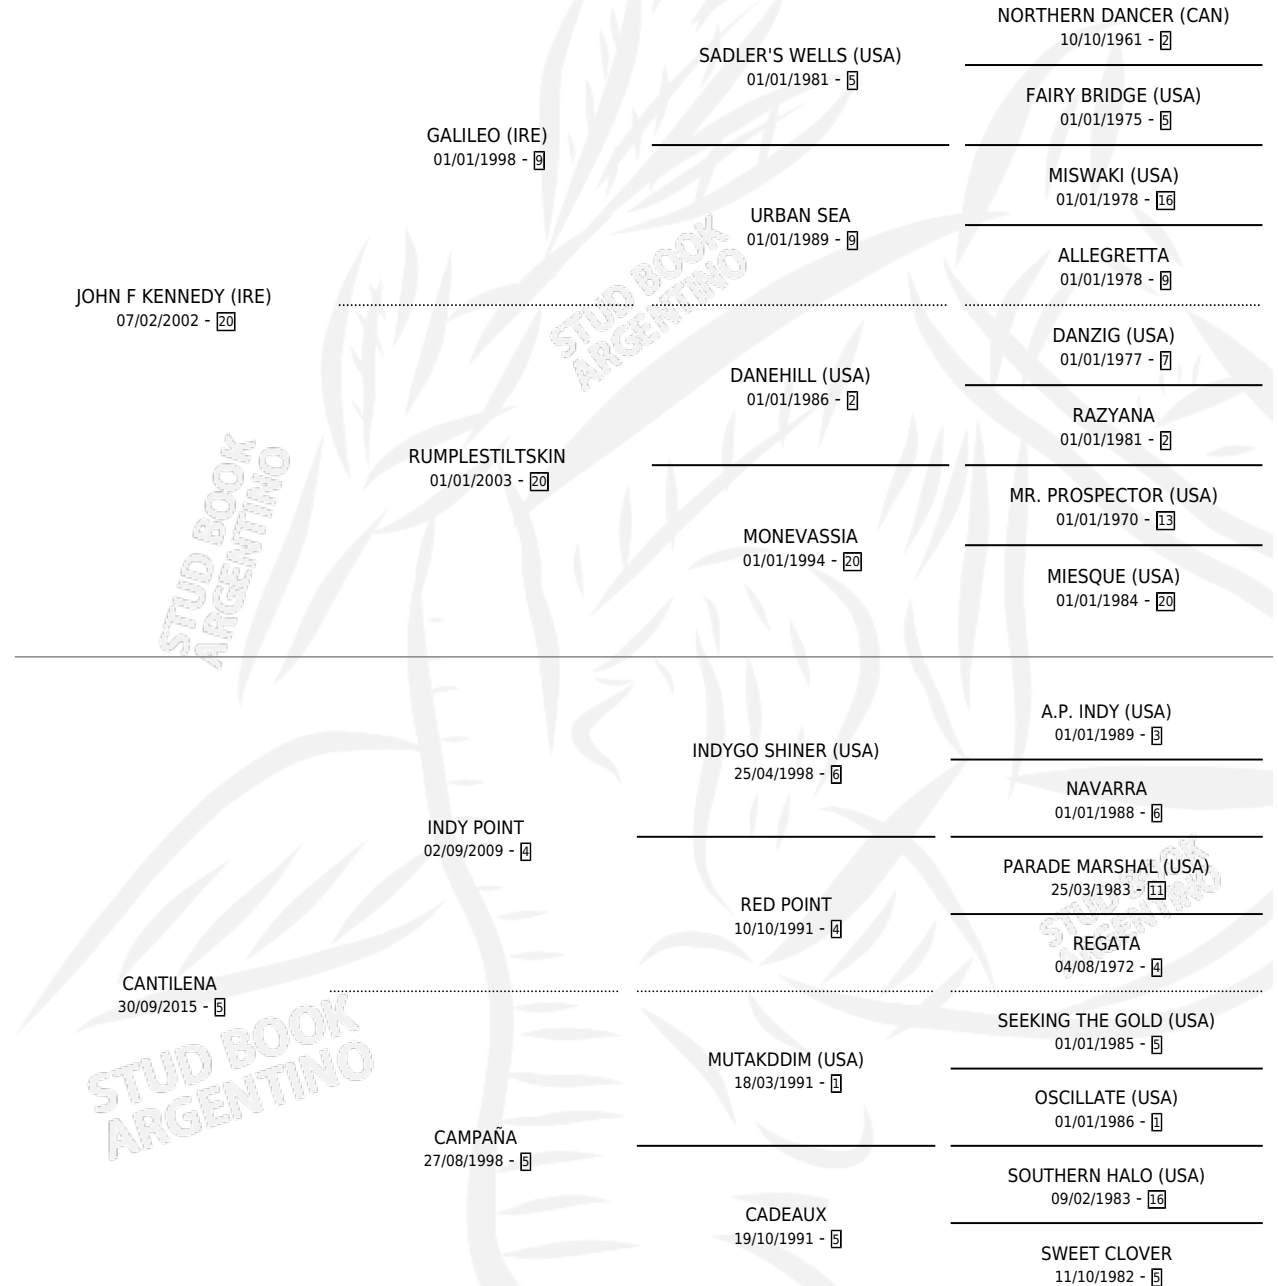 NORTHERN DANCER (CAN)
10/10/1961 - 2
SADLER'S WELLS (USA)
01/01/1981 - 5
FAIRY BRIDGE (USA)
01/01/1975 - 5
GALILEO (IRE)
01/01/1998 - 9
MISWAKI (USA)
01/01/1978 - 16
URBAN SEA
01/01/1989 - 9
ALLEGRETTA
01/01/1978 - 9
JOHN F KENNEDY (IRE)
07/02/2002 - 20
DANZIG (USA)
01/01/1977 - 7
DANEHILL (USA)
01/01/1986 - 2
RAZYANA
01/01/1981 - 2
RUMPLESTILTSKIN
01/01/2003 - 20
MR. PROSPECTOR (USA)
01/01/1970 - 13
MONEVASSIA
01/01/1994 - 20
MIESQUE (USA)
01/01/1984 - 20
A.P. INDY (USA)
01/01/1989 - 3
INDYGO SHINER (USA)
25/04/1998 - 6
NAVARRA
01/01/1988 - 6
INDY POINT
02/09/2009 - 4
PARADE MARSHAL (USA)
25/03/1983 - 11
RED POINT
10/10/1991 - 4
REGATA
04/08/1972 - 4
CANTILENA
30/09/2015 - 5
SEEKING THE GOLD (USA)
01/01/1985 - 5
MUTAKDDIM (USA)
18/03/1991 - 1
OSCILLATE (USA)
01/01/1986 - 1
CAMPAÑA
27/08/1998 - 5
SOUTHERN HALO (USA)
09/02/1983 - 16
CADEAUX
19/10/1991 - 5
SWEET CLOVER
11/10/1982 - 5
STUD BOOK
ARGENTINO
STUD BOOK
ARGENTINO
STUD BOOK
ARGENTINO
STUD BOOK
ARGENTINO